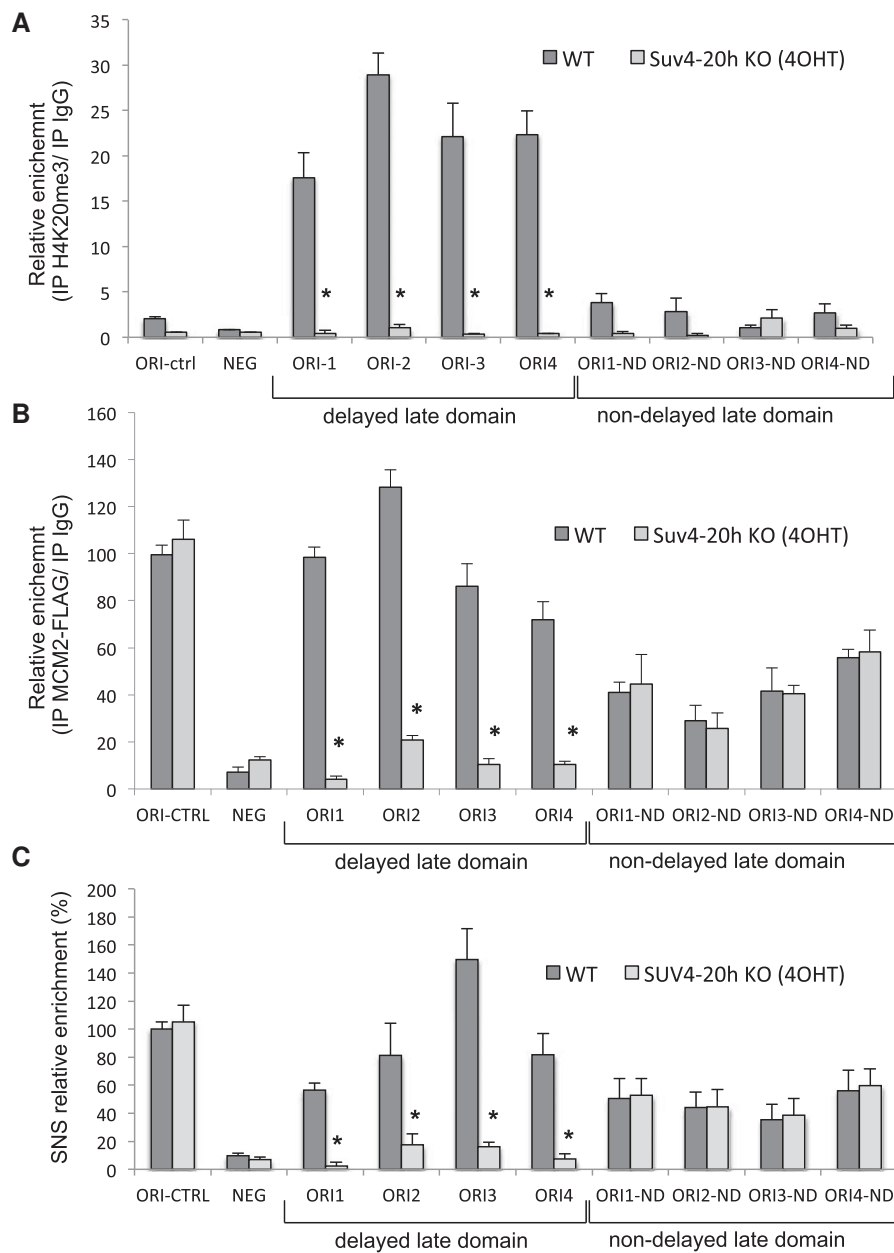 A
35
30
25
20
15
10
5
0
Relative enichemnt
(IP H4K20me3/ IP IgG)
WT
Suv4-20h KO (4OHT)
*
*
*
*
ORI-ctrl NEG ORI-1 ORI-2 ORI-3 ORI4 ORI1-ND ORI2-ND ORI3-ND ORI4-ND
delayed late domain
non-delayed late domain
B
160
140
120
100
80
60
40
20
0
Relative enichemnt
(IP MCM2-FLAG/ IP IgG)
WT
Suv4-20h KO (4OHT)
*
*
*
*
ORI-CTRL NEG ORI1 ORI2 ORI3 ORI4 ORI1-ND ORI2-ND ORI3-ND ORI4-ND
delayed late domain
non-delayed late domain
C
200
180
160
140
120
100
80
60
40
20
0
SNS relative enrichment (%)
WT
SUV4-20h KO (4OHT)
*
*
*
*
ORI-CTRL NEG ORI1 ORI2 ORI3 ORI4 ORI1-ND ORI2-ND ORI3-ND ORI4-ND
delayed late domain
non-delayed late domain